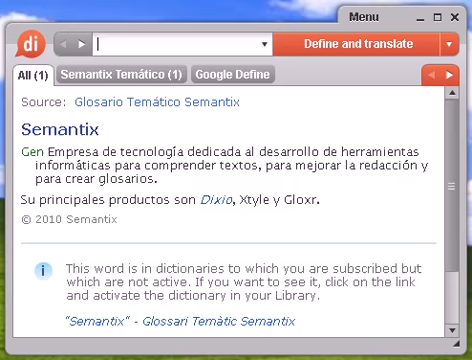 Menu
di
Define and translate
All (1)
Semantix Temático (1)
Google Define
Source: Glosario Temático Semantix
Semantix
Gen Empresa de tecnología dedicada al desarrollo de herramientas
informáticas para comprender textos, para mejorar la redacción y
para crear glosarios.
Su principales productos son Dixio, Xtyle y Gloxr.
© 2010 Semantix
i
This word is in dictionaries to which you are subscribed but
which are not active. If you want to see it, click on the link
and activate the dictionary in your Library.
"Semantix" - Glossari Temàtic Semantix